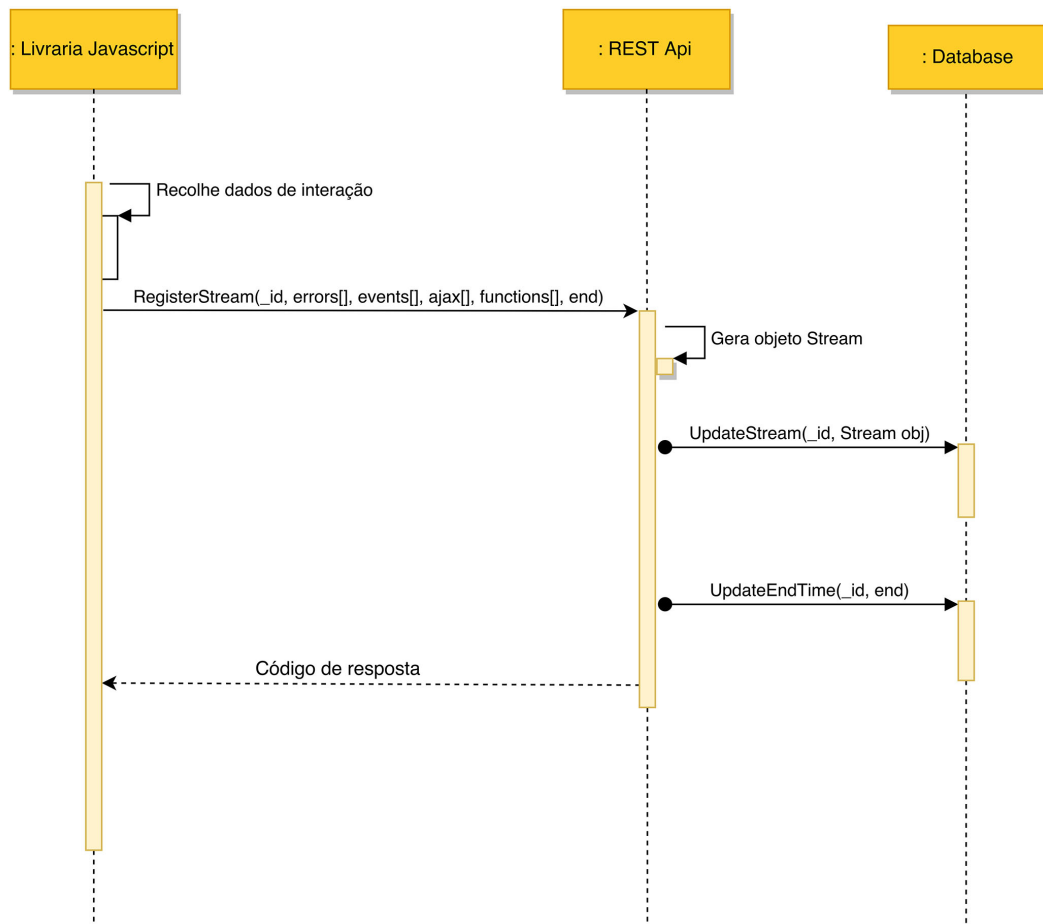 : Livraria Javascript
: REST Api
: Database
Recolhe dados de interação
RegisterStream(_id, errors[], events[], ajax[], functions[], end)
Gera objeto Stream
UpdateStream(_id, Stream obj)
UpdateEndTime(_id, end)
Código de resposta